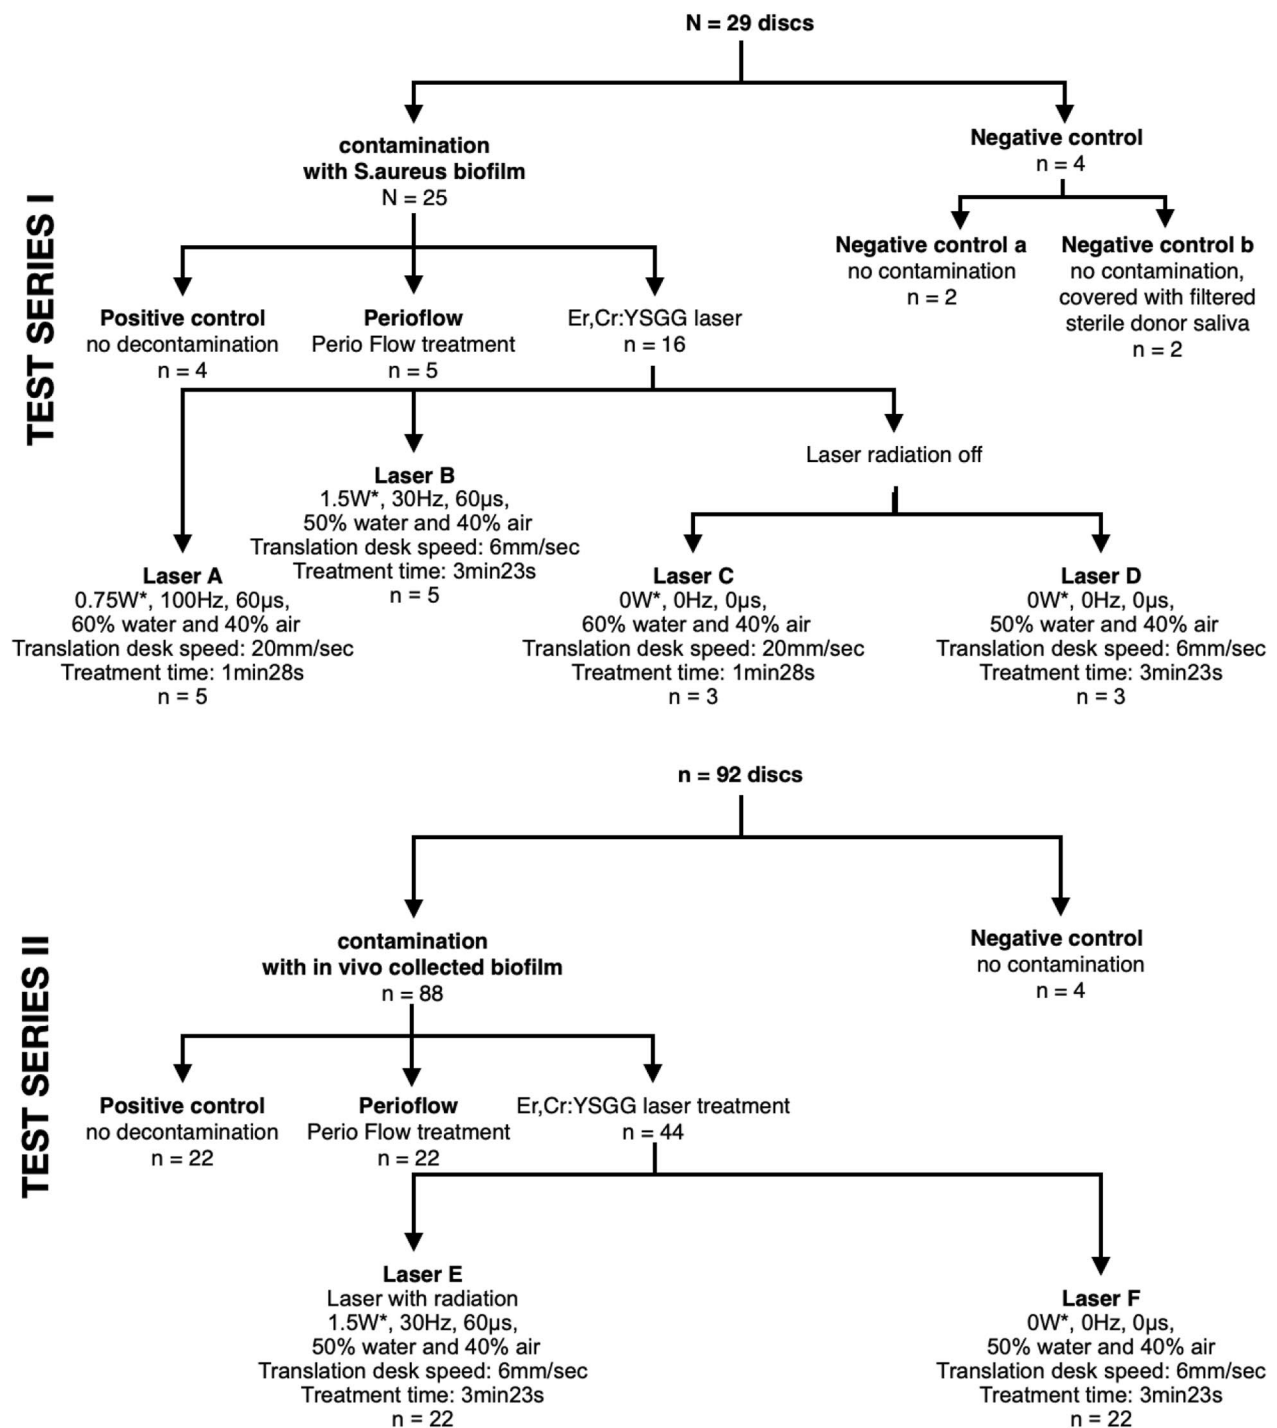 N = 29 discs
TEST SERIES I
contamination
with S.aureus biofilm
N = 25
Negative control
n = 4
Negative control a
no contamination
n = 2
Negative control b
no contamination,
covered with filtered
sterile donor saliva
n = 2
Positive control
no decontamination
n = 4
Perioflow
Perio Flow treatment
n = 5
Er,Cr:YSGG laser
n = 16
Laser radiation off
Laser B
1.5W*, 30Hz, 60µs,
50% water and 40% air
Translation desk speed: 6mm/sec
Treatment time: 3min23s
n = 5
Laser A
0.75W*, 100Hz, 60µs,
60% water and 40% air
Translation desk speed: 20mm/sec
Treatment time: 1min28s
n = 5
Laser C
0W*, 0Hz, 0µs,
60% water and 40% air
Translation desk speed: 20mm/sec
Treatment time: 1min28s
n = 3
Laser D
0W*, 0Hz, 0µs,
50% water and 40% air
Translation desk speed: 6mm/sec
Treatment time: 3min23s
n = 3
n = 92 discs
TEST SERIES II
contamination
with in vivo collected biofilm
n = 88
Negative control
no contamination
n = 4
Positive control
no decontamination
n = 22
Perioflow
Perio Flow treatment
n = 22
Er,Cr:YSGG laser treatment
n = 44
Laser E
Laser with radiation
1.5W*, 30Hz, 60µs,
50% water and 40% air
Translation desk speed: 6mm/sec
Treatment time: 3min23s
n = 22
Laser F
0W*, 0Hz, 0µs,
50% water and 40% air
Translation desk speed: 6mm/sec
Treatment time: 3min23s
n = 22